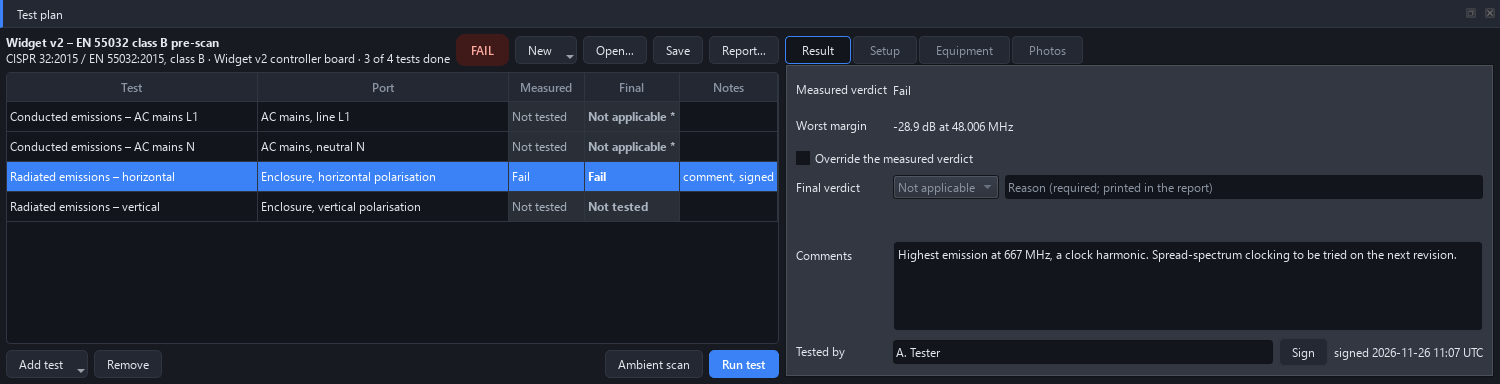 Test plan
Widget v2 – EN 55032 class B pre-scan
CISPR 32:2015 / EN 55032:2015, class B · Widget v2 controller board · 3 of 4 tests done
FAIL
New
Open...
Save
Report...
Test
Port
Measured
Final
Notes
Conducted emissions – AC mains L1
AC mains, line L1
Not tested
Not applicable *
Conducted emissions – AC mains N
AC mains, neutral N
Not tested
Not applicable *
Radiated emissions – horizontal
Enclosure, horizontal polarisation
Fail
Fail
comment, signed
Radiated emissions – vertical
Enclosure, vertical polarisation
Not tested
Not tested
Add test
Remove
Ambient scan
Run test
Result
Setup
Equipment
Photos
Measured verdict
Fail
Worst margin
-28.9 dB at 48.006 MHz
Override the measured verdict
Final verdict
Not applicable
Reason (required; printed in the report)
Comments
Highest emission at 667 MHz, a clock harmonic. Spread-spectrum clocking to be tried on the next revision.
Tested by
A. Tester
Sign
signed 2026-11-26 11:07 UTC